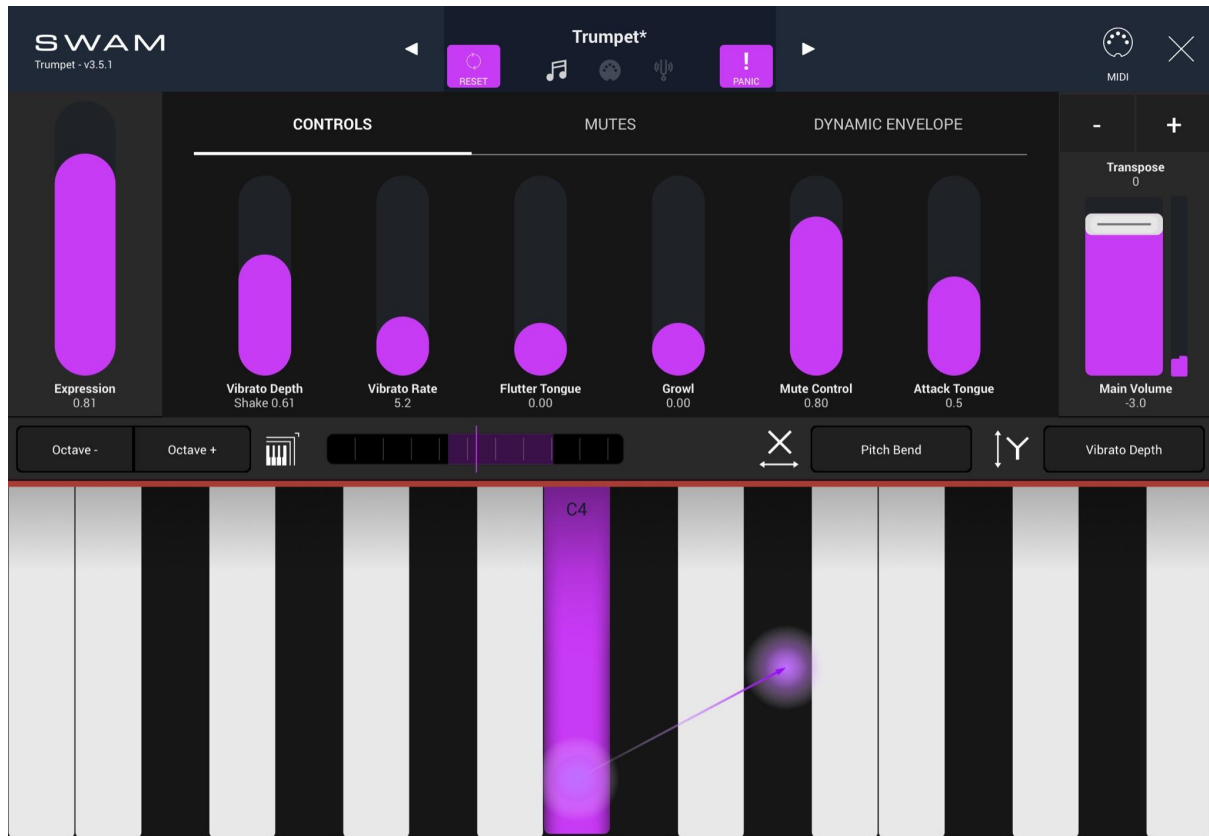 SWAM
Trumpet - v3.5.1
Trumpet*
RESET
!
PANIC
MIDI
CONTROLS
MUTES
DYNAMIC ENVELOPE
-
+
Transpose
0
Expression
0.81
Vibrato Depth
Shake 0.61
Vibrato Rate
5.2
Flutter Tongue
0.00
Growl
0.00
Mute Control
0.80
Attack Tongue
0.5
Main Volume
-3.0
Octave -
Octave +
X
Pitch Bend
Y
Vibrato Depth
C4